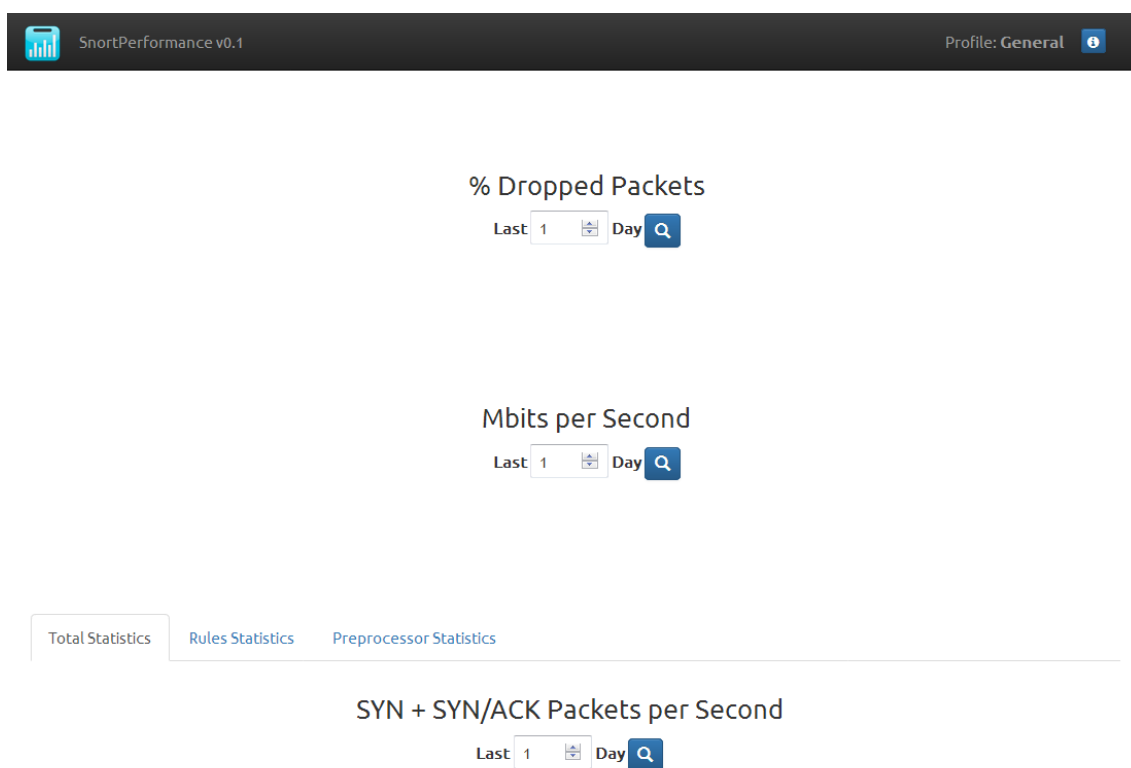 SnortPerformance v0.1 Profile: General
% Dropped Packets
Last 1 Day
Mbits per Second
Last 1 Day
Total Statistics Rules Statistics Preprocessor Statistics
SYN + SYN/ACK Packets per Second
Last 1 Day